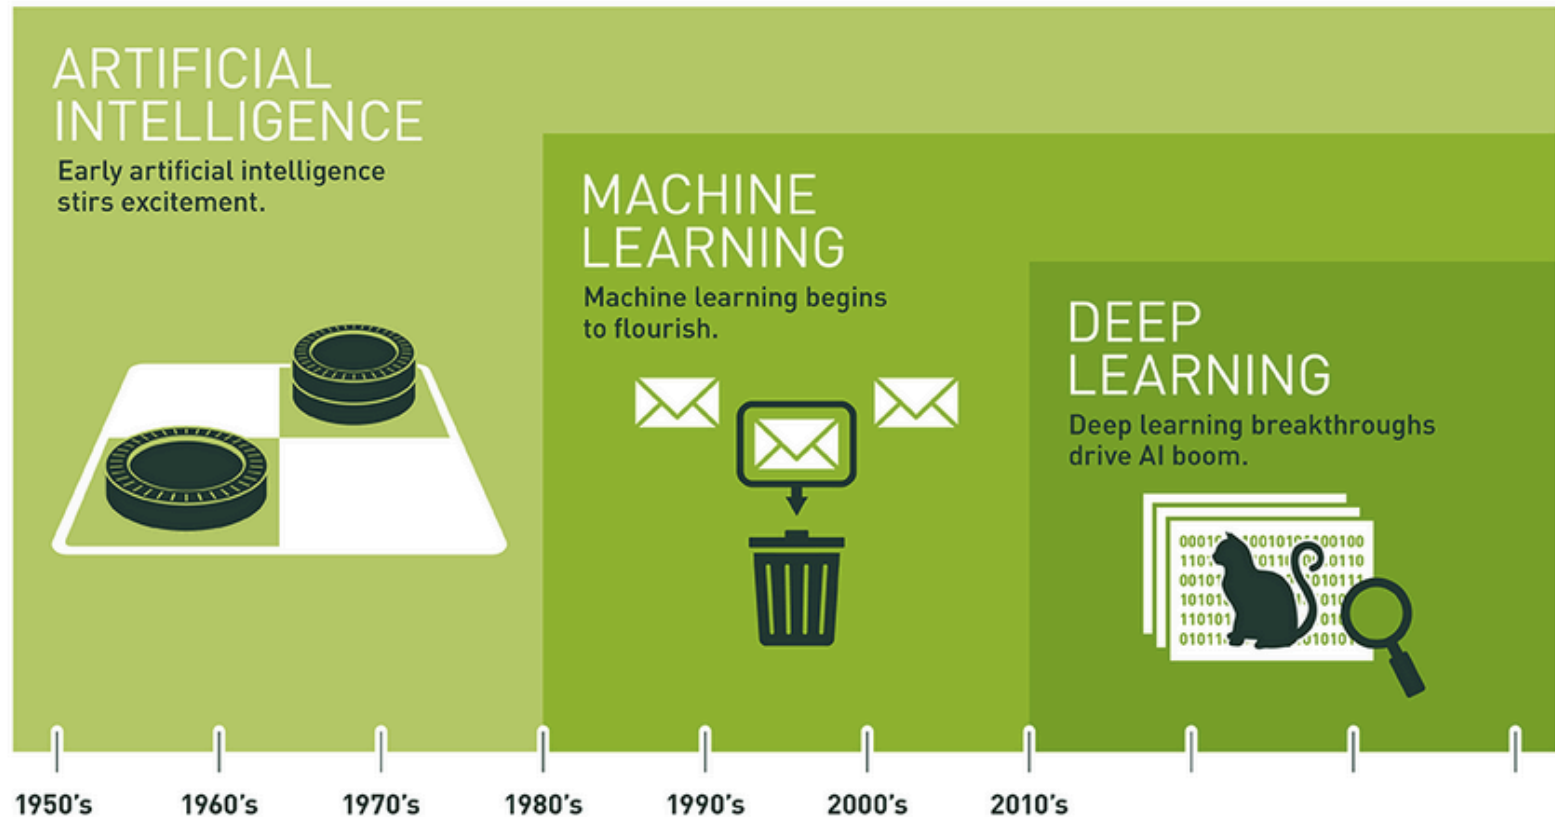 ARTIFICIAL
INTELLIGENCE
Early artificial intelligence
stirs excitement.
MACHINE
LEARNING
Machine learning begins
to flourish.
DEEP
LEARNING
Deep learning breakthroughs
drive AI boom.
1950's 1960's 1970's 1980's 1990's 2000's 2010's